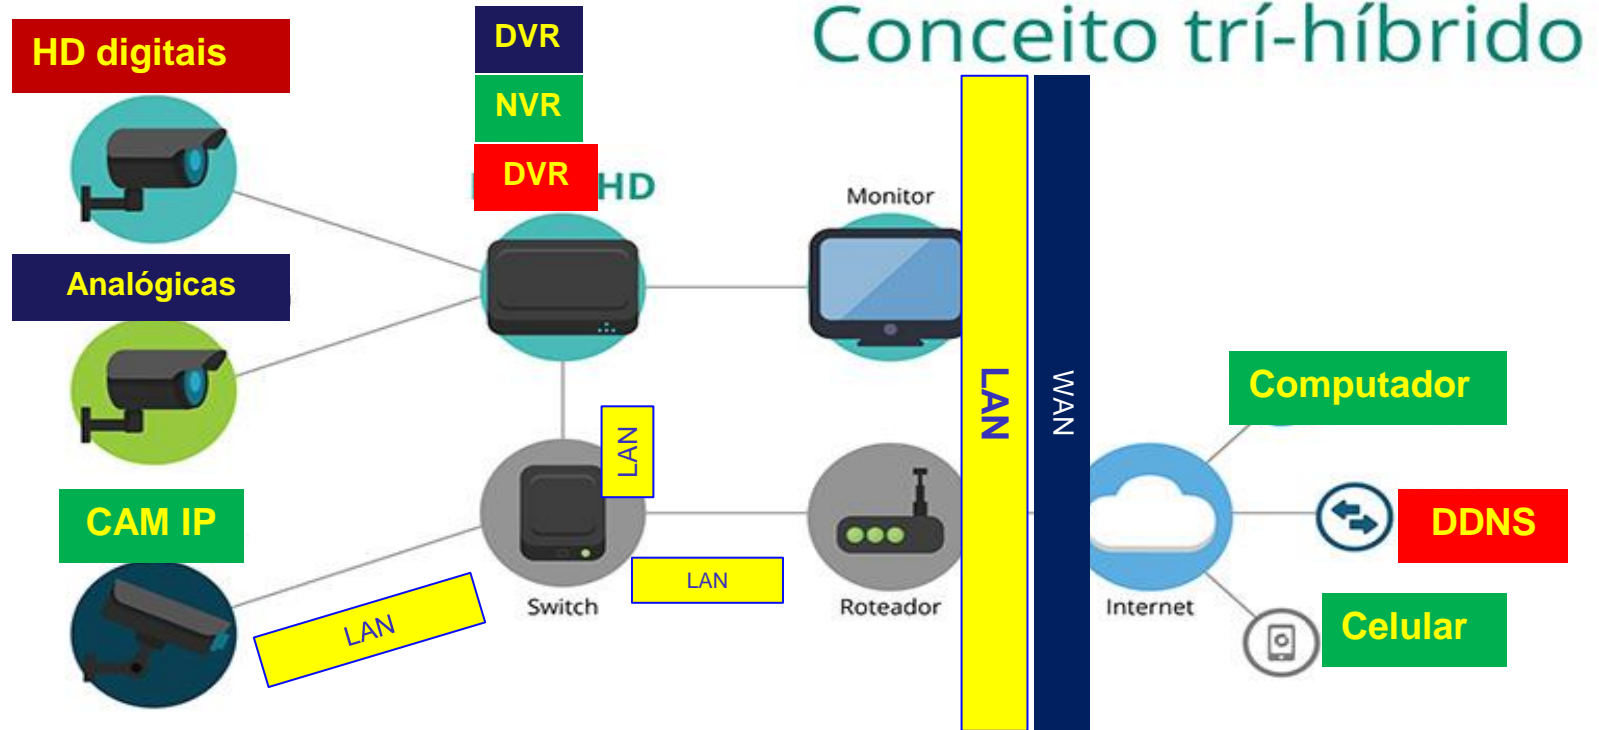 Conceito trí-híbrido
HD digitais
DVR
NVR
DVR
HD
Monitor
Analógicas
LAN
WAN
Computador
LAN
CAM IP
DDNS
LAN
Switch
Roteador
Internet
LAN
Celular